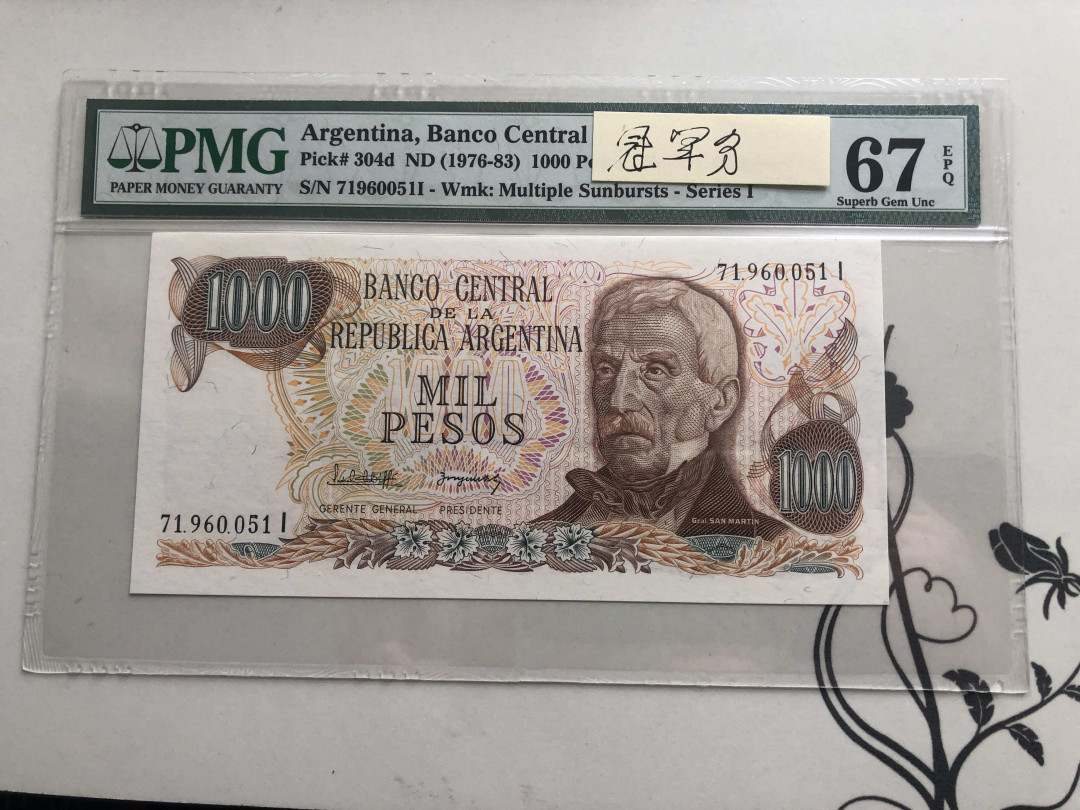 PMG
PAPER MONEY GUARANTY
Argentina, Banco Central
Pick# 304d ND (1976-83) 1000
S/N 71960051I - Wmk: Multiple Sunbursts - Series I
冠军分
67
EPQ
Superb Gem Unc
1000
BANCO CENTRAL
DE LA
REPUBLICA ARGENTINA
71.960.051 I
MIL
PESOS
1000
GERENTE GENERAL PRESIDENTE
71.960.051 I
Gral. SAN MARTIN